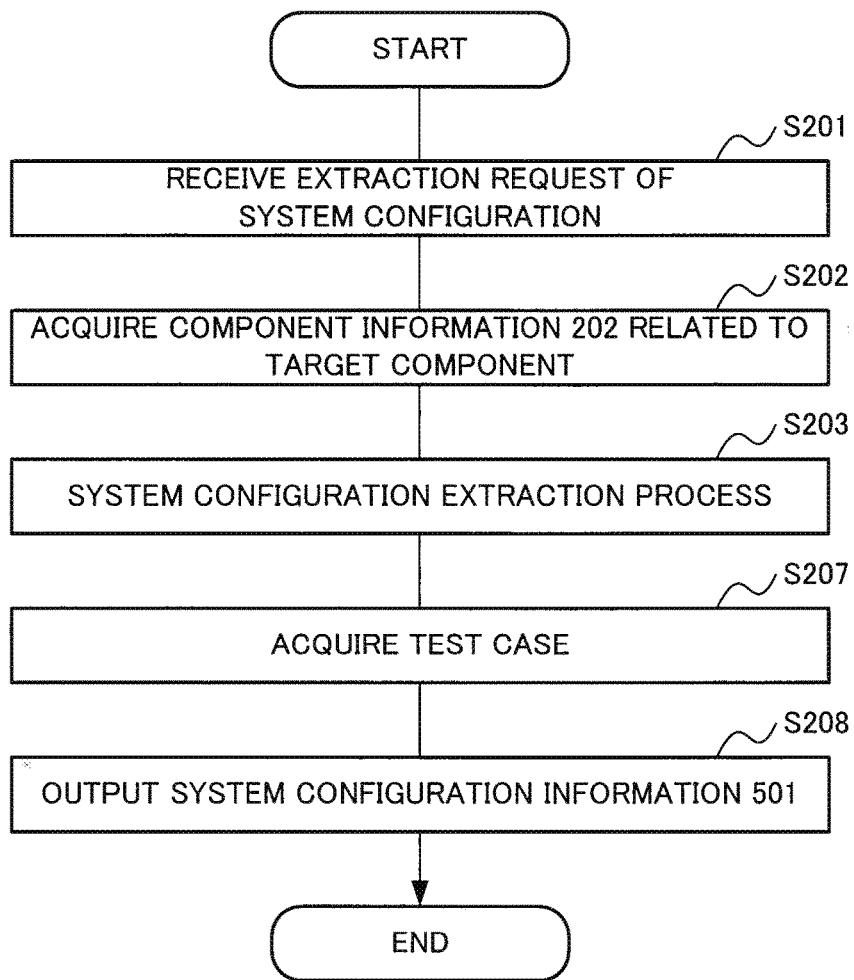 START
S201
RECEIVE EXTRACTION REQUEST OF
SYSTEM CONFIGURATION
S202
ACQUIRE COMPONENT INFORMATION 202 RELATED TO
TARGET COMPONENT
S203
SYSTEM CONFIGURATION EXTRACTION PROCESS
S207
ACQUIRE TEST CASE
S208
OUTPUT SYSTEM CONFIGURATION INFORMATION 501
END